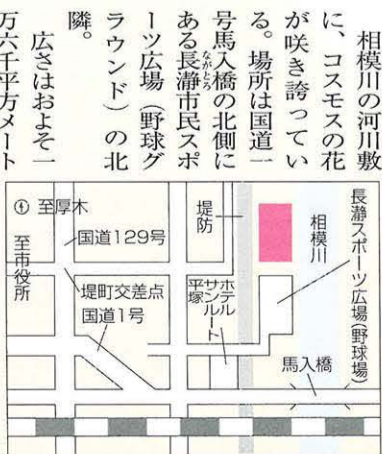 相模川の河川敷
に、コスモスの花
が咲き誇ってい
る。場所は国道一
号馬入橋の北側に
ある長瀞市民スポ
ーツ広場（野球グ
ラウンド）の北
隣。
広さはおよそ一
万六千平方メート
ながとろ
至厚木
至市役所
国道129号
堤町交差点
国道1号
堤防
ホテル
サンルート
平塚
相模川
長瀞スポーツ広場(野球場)
馬入橋